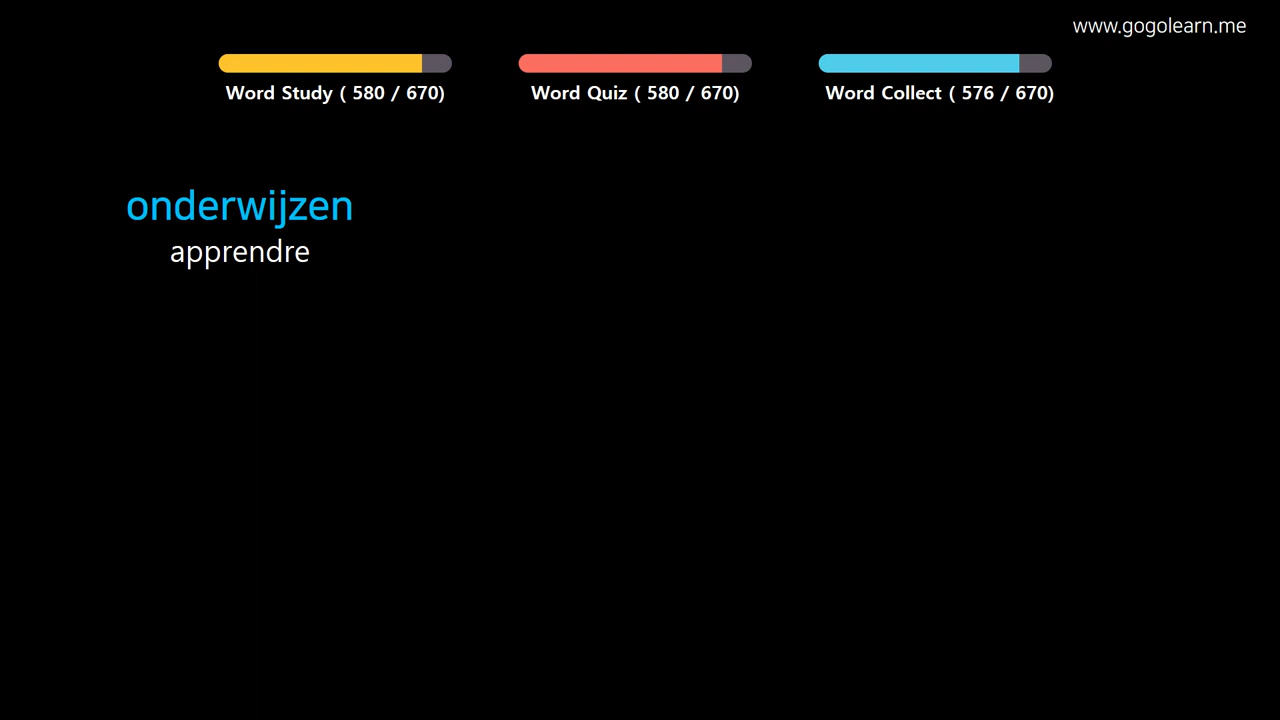 www.gogolearn.me
Word Study ( 580 / 670)
Word Quiz ( 580 / 670)
Word Collect ( 576 / 670)
onderwijzen
apprendre